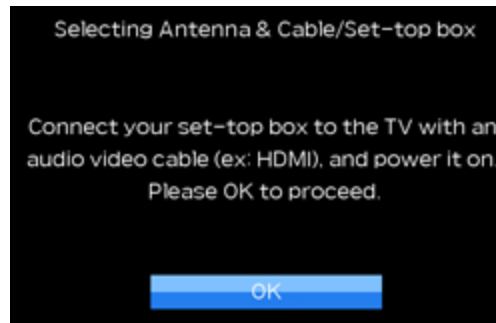 Selecting Antenna & Cable/Set-top box
Connect your set-top box to the TV with an
audio video cable (ex: HDMI), and power it on.
Please OK to proceed.
OK